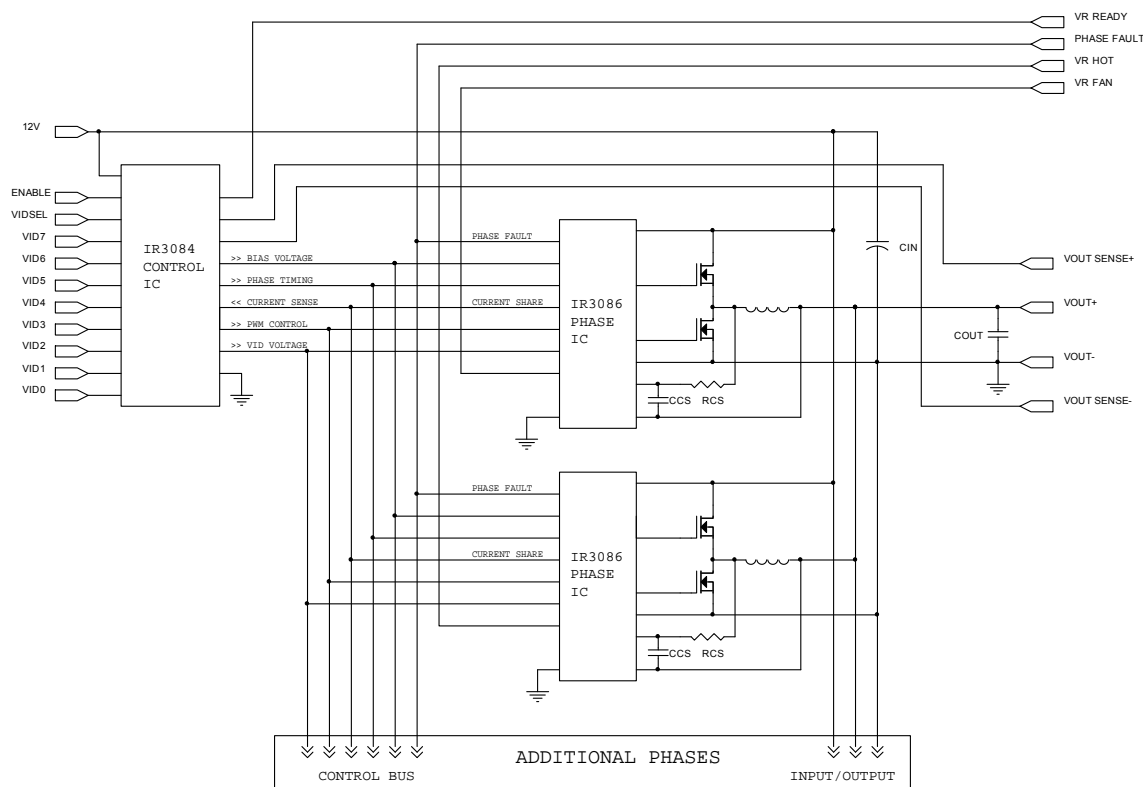 VR READY
PHASE FAULT
VR HOT
VR FAN
12V
ENABLE
VIDSEL
VID7
VID6
VID5
VID4
VID3
VID2
VID1
VID0
IR3084
CONTROL
IC
>> BIAS VOLTAGE
>> PHASE TIMING
<< CURRENT SENSE
>> PWM CONTROL
>> VID VOLTAGE
PHASE FAULT
CURRENT SHARE
IR3086
PHASE
IC
CCS
RCS
CIN
COUT
VOUT SENSE+
VOUT+
VOUT-
VOUT SENSE-
PHASE FAULT
CURRENT SHARE
IR3086
PHASE
IC
CCS
RCS
ADDITIONAL PHASES
CONTROL BUS
INPUT/OUTPUT